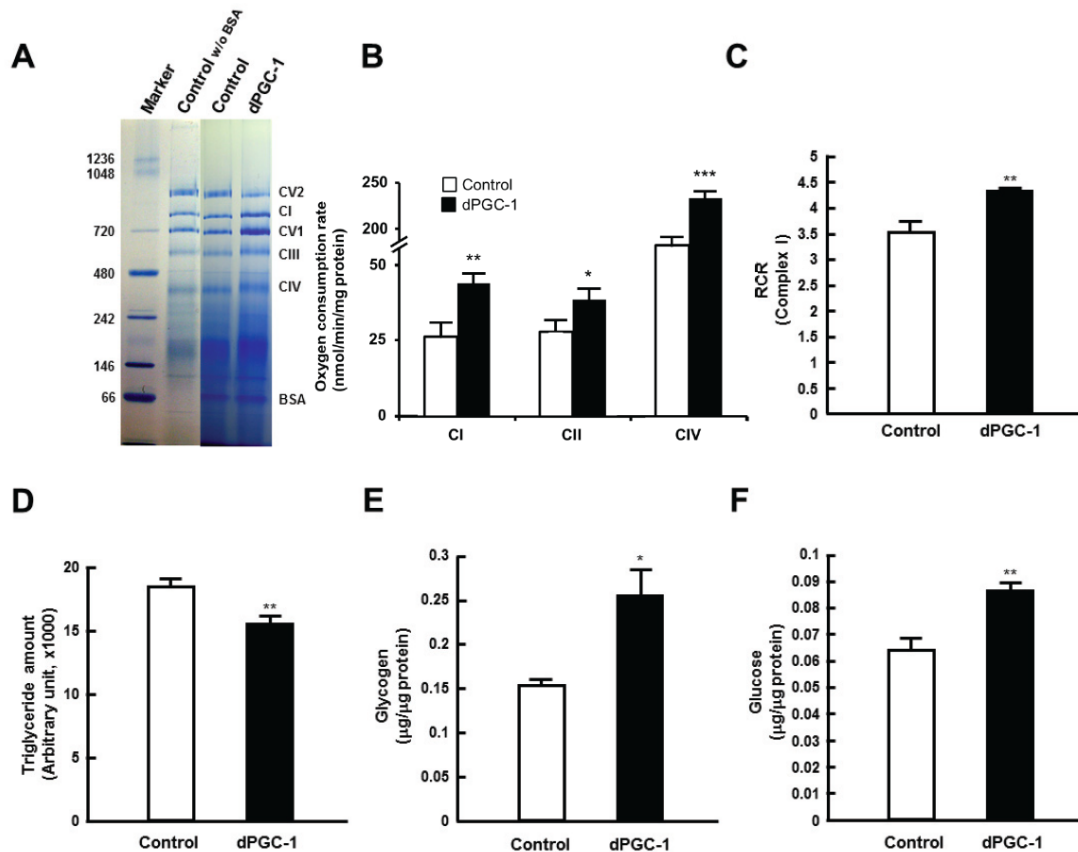 A
Marker
Control w/o BSA
Control
dPGC-1
1236
1048
720
480
242
146
66
CV2
CI
CV1
CIII
CIV
BSA
B
Oxygen consumption rate
(nmol/min/mg protein)
250
200
50
25
0
Control
dPGC-1
**
*
***
CI
CII
CIV
C
RCR
(Complex I)
5
4.5
4
3.5
3
2.5
2
1.5
1
0.5
0
**
Control
dPGC-1
D
Triglyceride amount
(Arbitrary unit, x1000)
20
15
10
5
0
**
Control
dPGC-1
E
Glycogen
(µg/µg protein)
0.3
0.25
0.2
0.15
0.1
0.05
0
*
Control
dPGC-1
F
Glucose
(µg/µg protein)
0.1
0.09
0.08
0.07
0.06
0.05
0.04
0.03
0.02
0.01
0
**
Control
dPGC-1